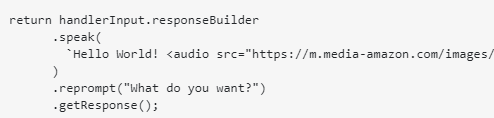 return handlerInput.responseBuilder
.speak(
`Hello World! <audio src="https://m.media-amazon.com/images/
)
.reprompt("What do you want?")
.getResponse();